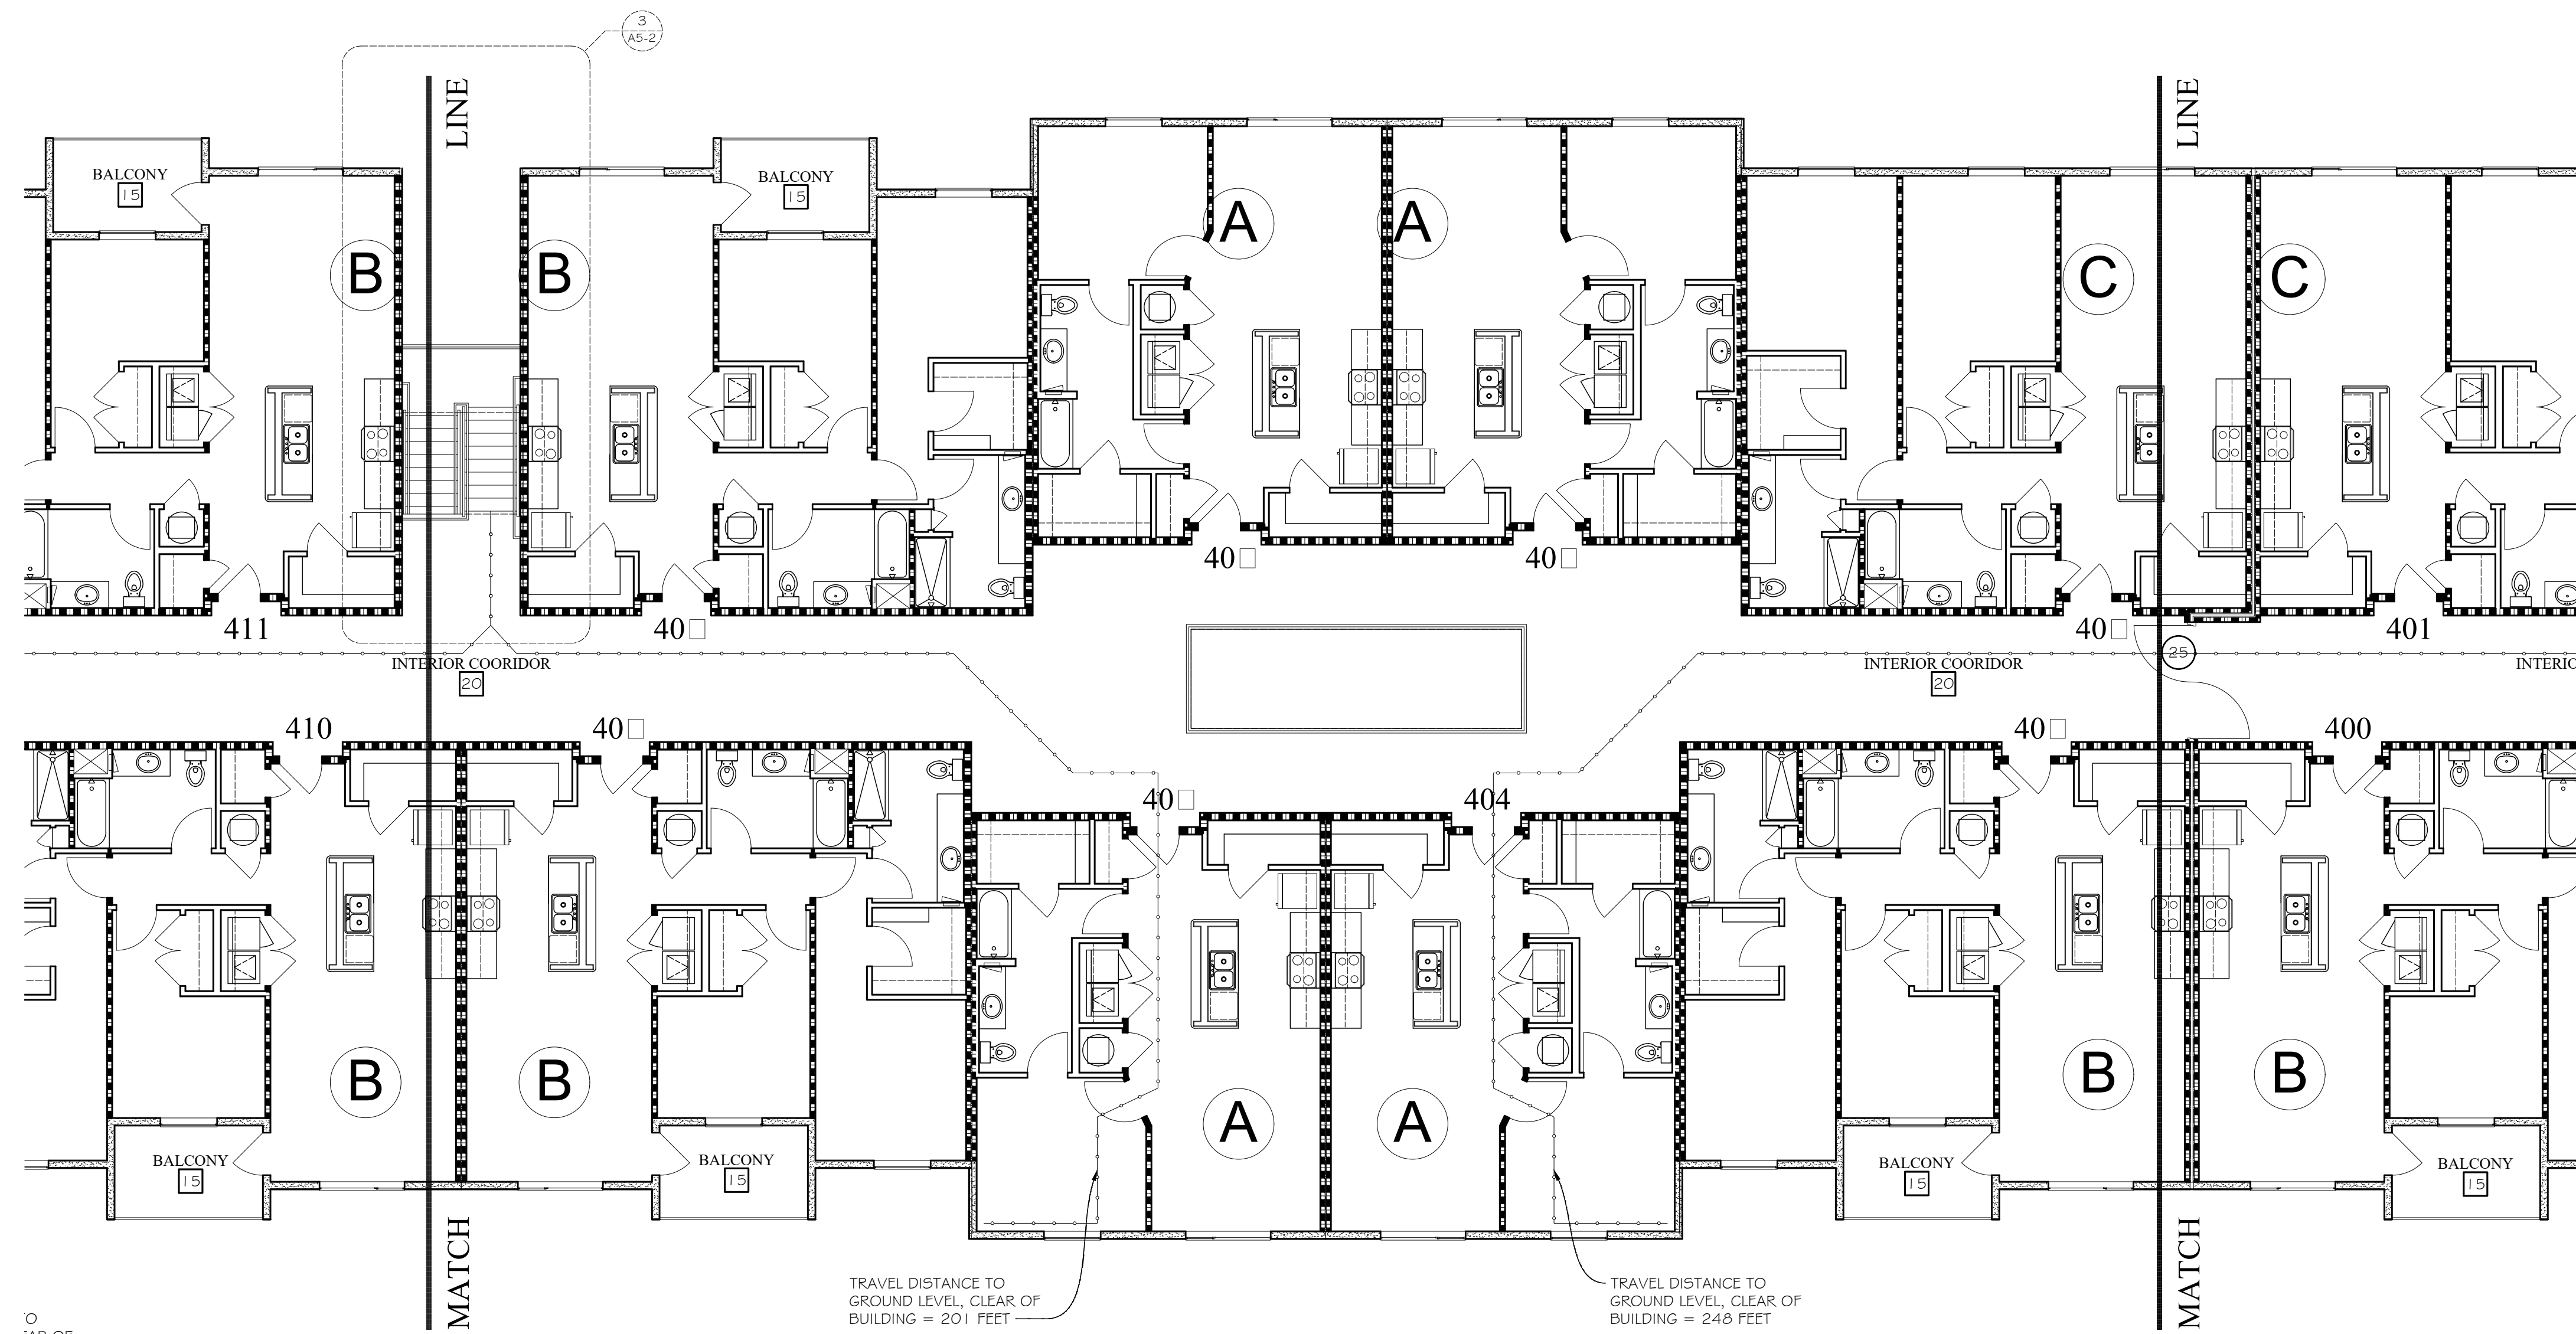 3
A5-2
LINE
LINE
BALCONY
15
BALCONY
15
A
A
B
B
C
C
40□
40□
411
40□
40□
401
INTERIOR COORIDOR
20
INTERIOR COORIDOR
20
25
INTERIO
410
40□
40□
400
40□
404
B
B
A
A
B
B
BALCONY
15
BALCONY
15
BALCONY
15
BALCONY
15
MATCH
MATCH
TRAVEL DISTANCE TO
GROUND LEVEL, CLEAR OF
BUILDING = 201 FEET
TRAVEL DISTANCE TO
GROUND LEVEL, CLEAR OF
BUILDING = 248 FEET